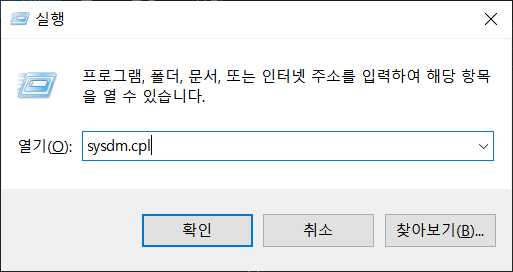 실행
프로그램, 폴더, 문서, 또는 인터넷 주소를 입력하여 해당 항목
을 열 수 있습니다.
열기(O): sysdm.cpl
확인 취소 찾아보기(B)...